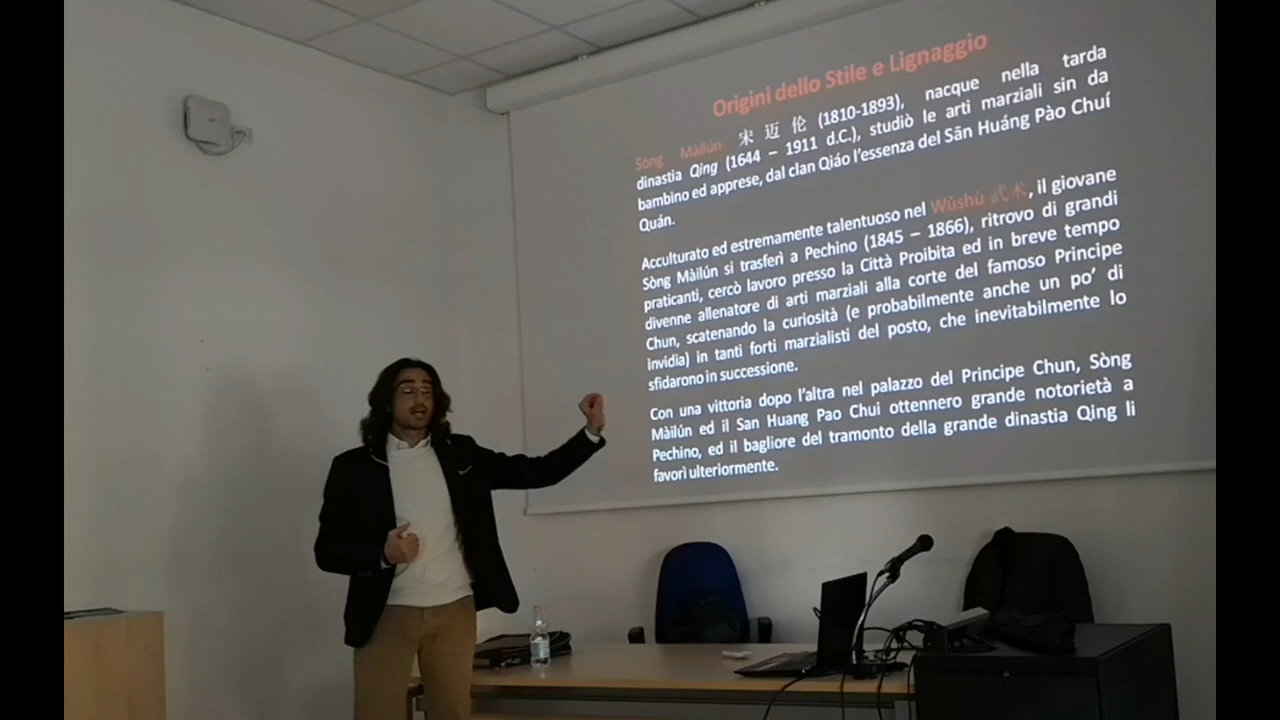 Origini dello Stile e Lignaggio
Sòng Màilún 宋 迈 伦 (1810-1893), nacque nella tarda
dinastia Qing (1644 – 1911 d.C.), studiò le arti marziali sin da
bambino ed apprese, dal clan Qiáo l’essenza del Sān Huáng Pào Chuí
Quán.
Acculturato ed estremamente talentuoso nel Wǔshù 武术, il giovane
Sòng Màilún si trasferì a Pechino (1845 – 1866), ritrovo di grandi
praticanti, cercò lavoro presso la Città Proibita ed in breve tempo
divenne allenatore di arti marziali alla corte del famoso Principe
Chun, scatenando la curiosità (e probabilmente anche un po’ di
invidia) in tanti forti marzialisti del posto, che inevitabilmente lo
sfidarono in successione.
Con una vittoria dopo l’altra nel palazzo del Principe Chun, Sòng
Màilún ed il San Huang Pao Chui ottennero grande notorietà a
Pechino, ed il bagliore del tramonto della grande dinastia Qing li
favorì ulteriormente.